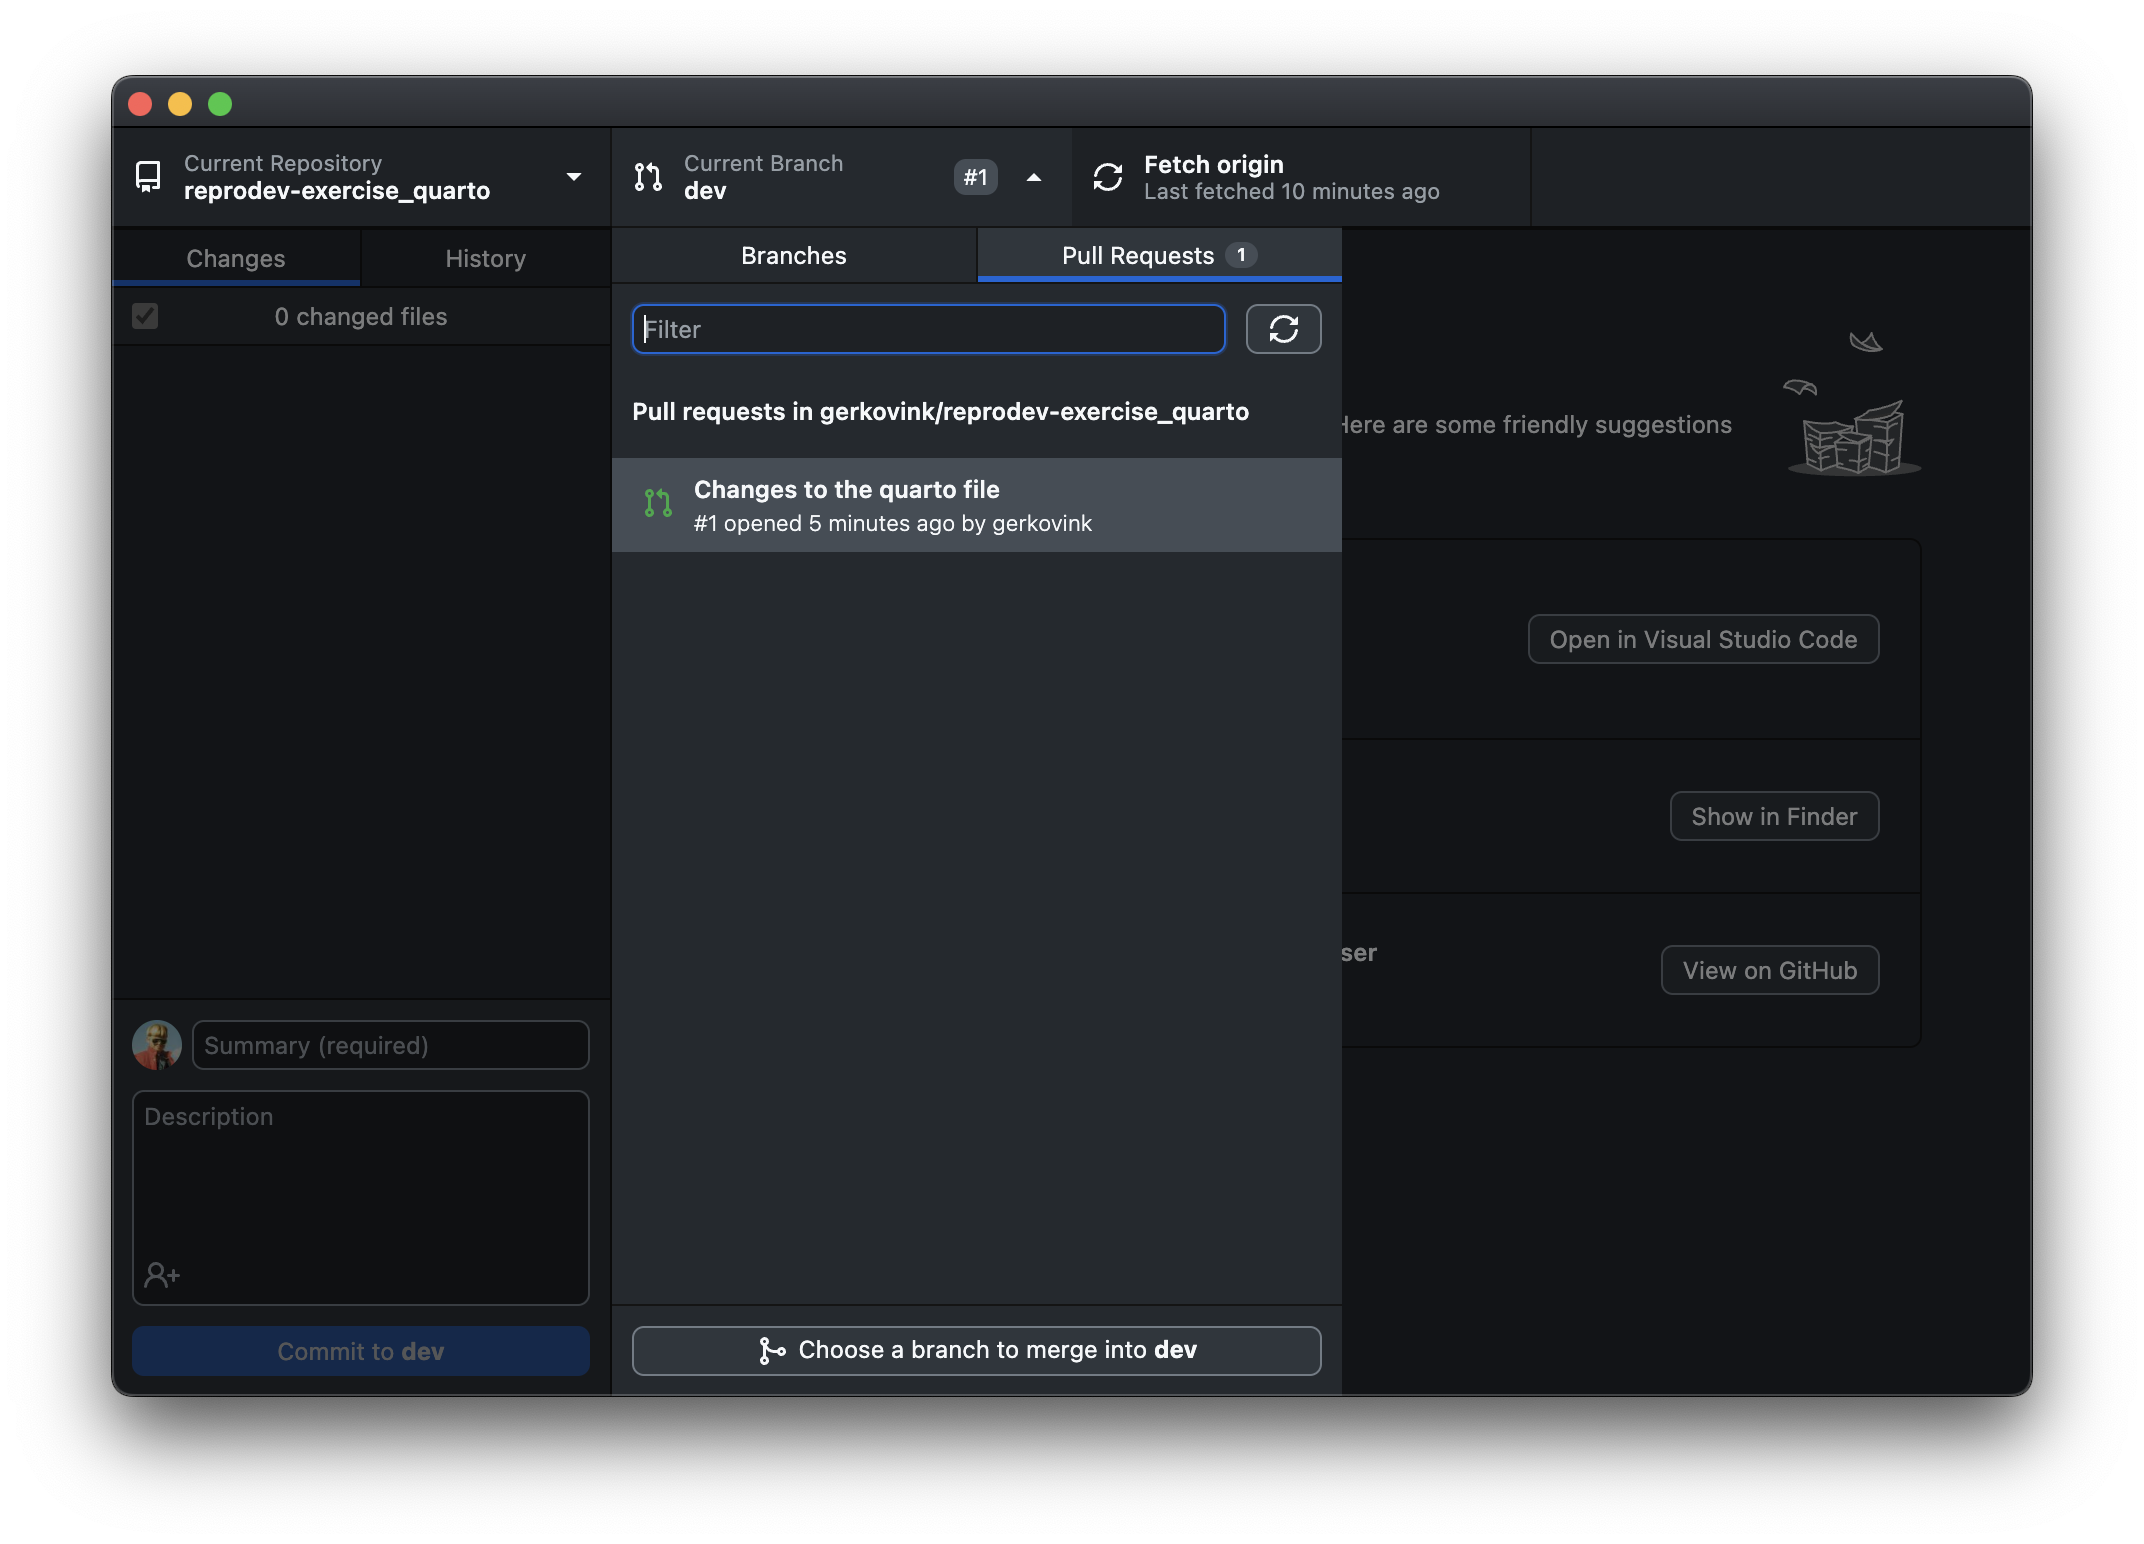 Current Repository
reprodev-exercise_quarto
Current Branch
dev
#1
Fetch origin
Last fetched 10 minutes ago
Changes
History
0 changed files
Branches
Pull Requests 1
Filter
Pull requests in gerkovink/reprodev-exercise_quarto
Changes to the quarto file
#1 opened 5 minutes ago by gerkovink
Here are some friendly suggestions
Open in Visual Studio Code
Show in Finder
ser
View on GitHub
Summary (required)
Description
Commit to dev
Choose a branch to merge into dev